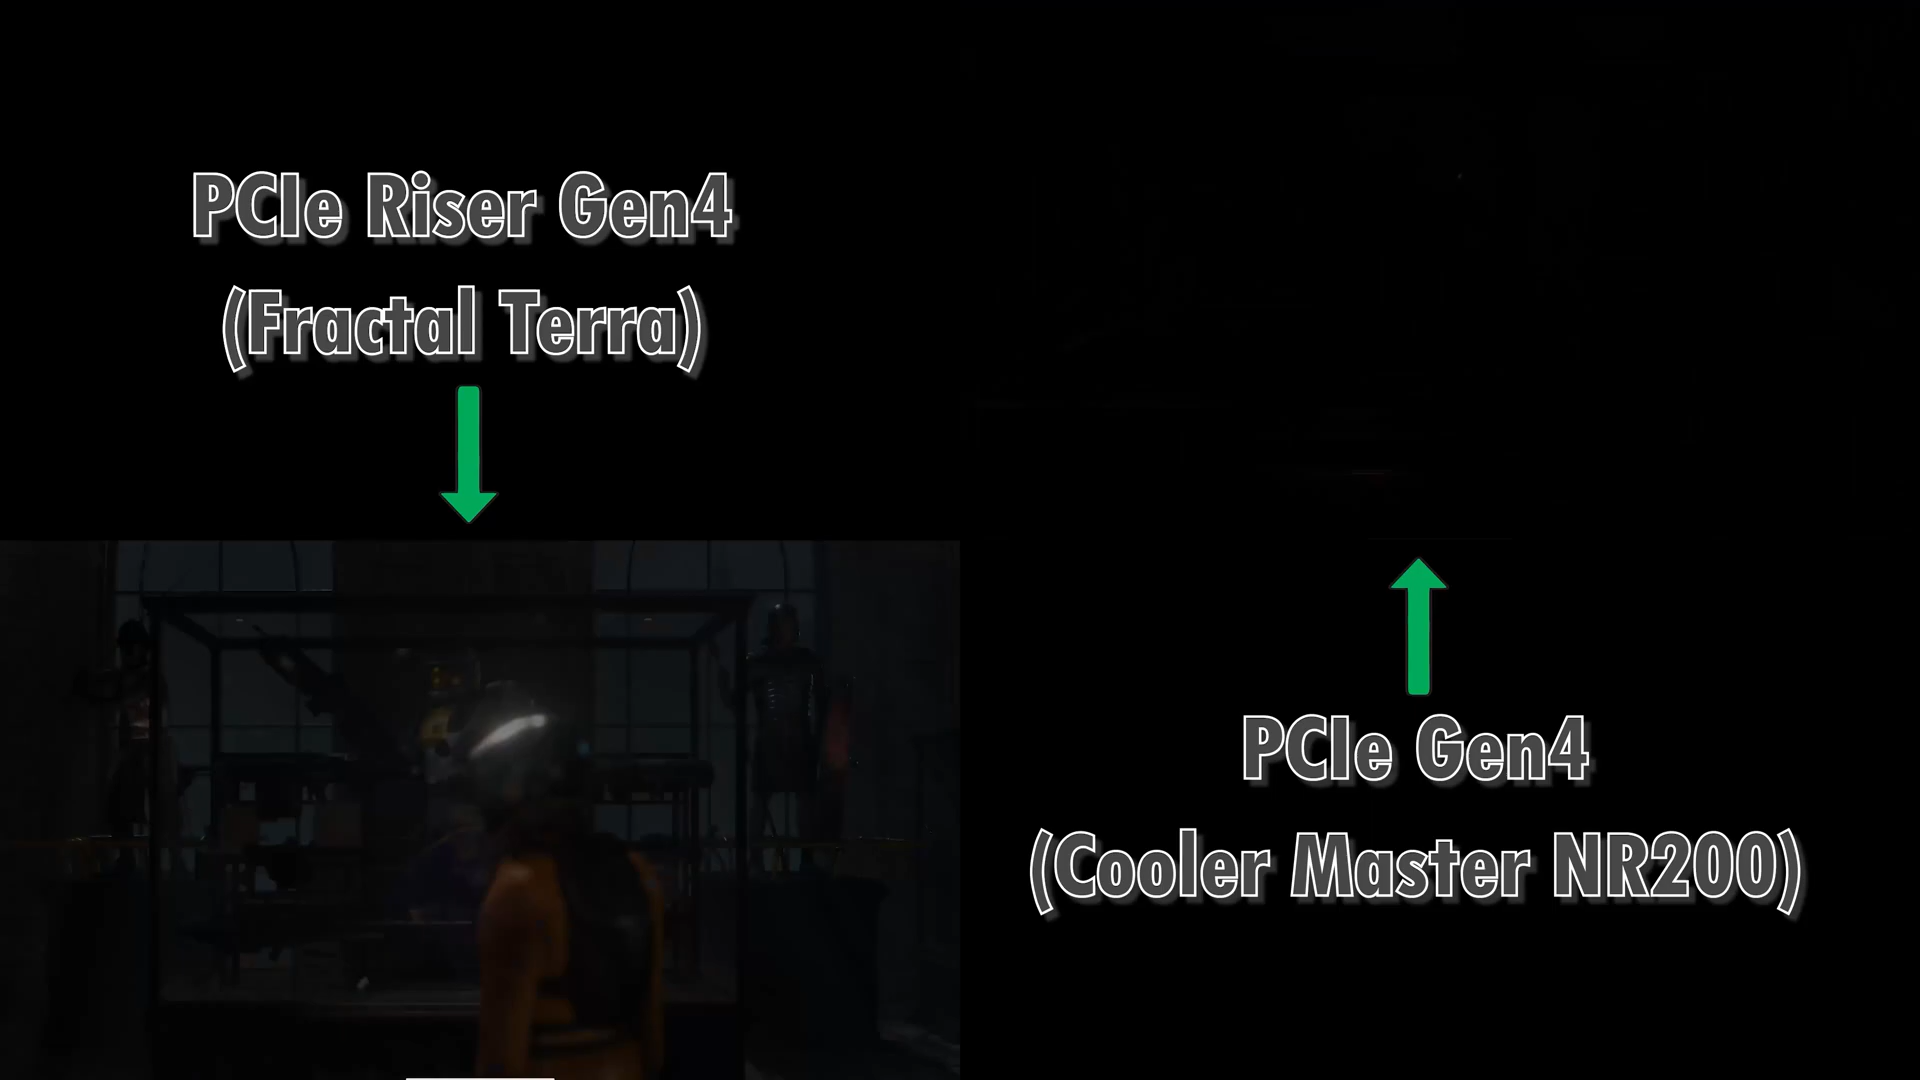 PCIe Riser Gen4
(Fractal Terra)
PCIe Gen4
(Cooler Master NR200)